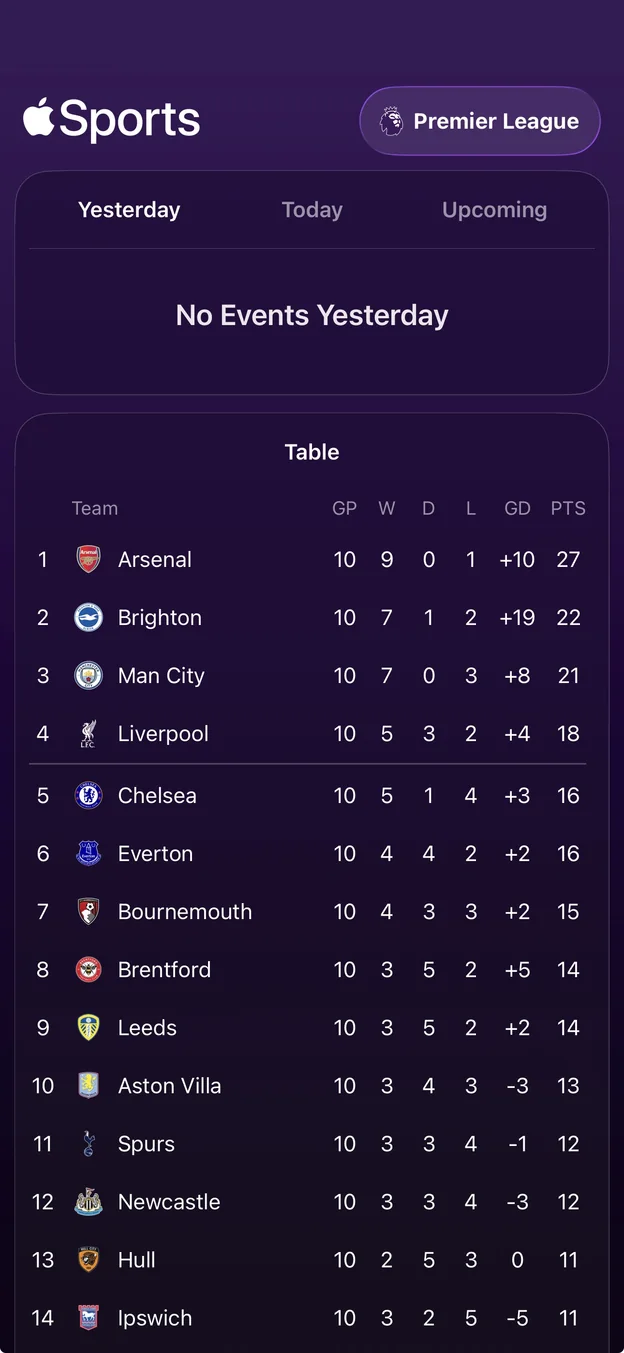 Sports
Premier League
Yesterday Today Upcoming
No Events Yesterday
Table
Team GP W D L GD PTS
1 Arsenal 10 9 0 1 +10 27
2 Brighton 10 7 1 2 +19 22
3 Man City 10 7 0 3 +8 21
4 L.F.C. Liverpool 10 5 3 2 +4 18
5 Chelsea 10 5 1 4 +3 16
6 Everton 10 4 4 2 +2 16
7 Bournemouth 10 4 3 3 +2 15
8 Brentford 10 3 5 2 +5 14
9 Leeds 10 3 5 2 +2 14
10 Aston Villa 10 3 4 3 -3 13
11 Spurs 10 3 3 4 -1 12
12 Newcastle 10 3 3 4 -3 12
13 Hull 10 2 5 3 0 11
14 Ipswich 10 3 2 5 -5 11